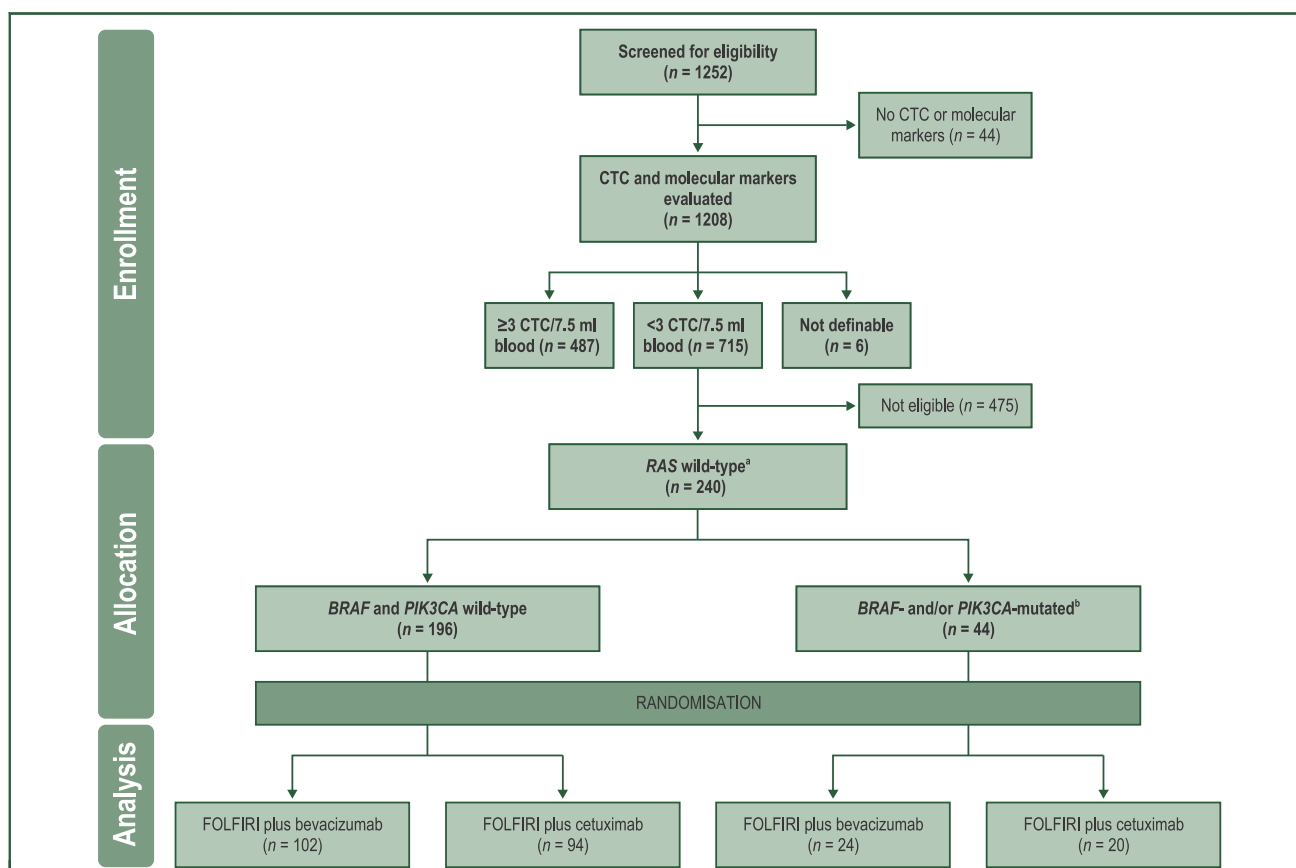 Enrollment
Screened for eligibility
(n = 1252)
No CTC or molecular
markers (n = 44)
CTC and molecular markers
evaluated
(n = 1208)
≥3 CTC/7.5 ml
blood (n = 487)
<3 CTC/7.5 ml
blood (n = 715)
Not definable
(n = 6)
Not eligible (n = 475)
Allocation
RAS wild-typeᵃ
(n = 240)
BRAF and PIK3CA wild-type
(n = 196)
BRAF- and/or PIK3CA-mutatedᵇ
(n = 44)
RANDOMISATION
Analysis
FOLFIRI plus bevacizumab
(n = 102)
FOLFIRI plus cetuximab
(n = 94)
FOLFIRI plus bevacizumab
(n = 24)
FOLFIRI plus cetuximab
(n = 20)